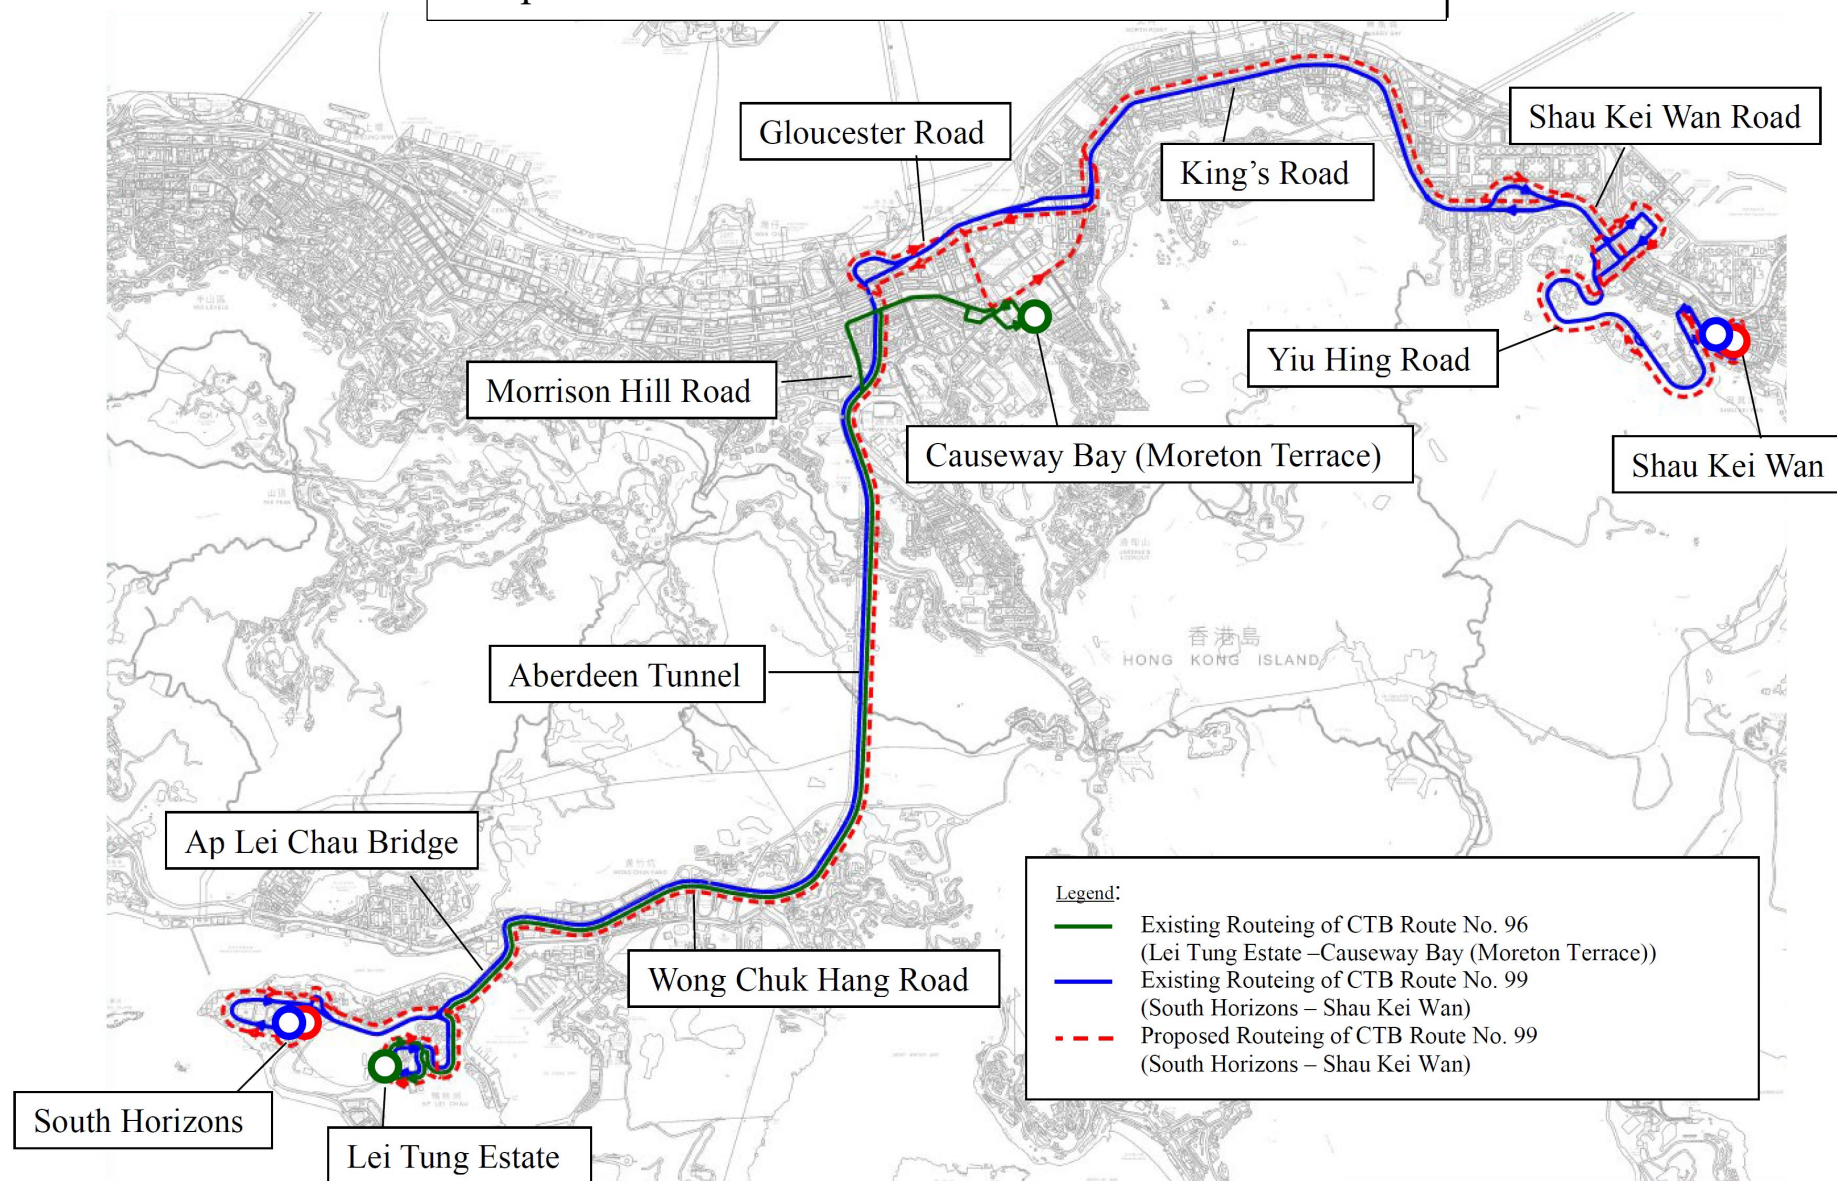 Gloucester Road
Shau Kei Wan Road
King's Road
Yiu Hing Road
Morrison Hill Road
Causeway Bay (Moreton Terrace)
Shau Kei Wan
香港島
HONG KONG ISLAND
Aberdeen Tunnel
Ap Lei Chau Bridge
Wong Chuk Hang Road
South Horizons
Lei Tung Estate
Legend:
Existing Routeing of CTB Route No. 96
(Lei Tung Estate –Causeway Bay (Moreton Terrace))
Existing Routeing of CTB Route No. 99
(South Horizons – Shau Kei Wan)
Proposed Routeing of CTB Route No. 99
(South Horizons – Shau Kei Wan)